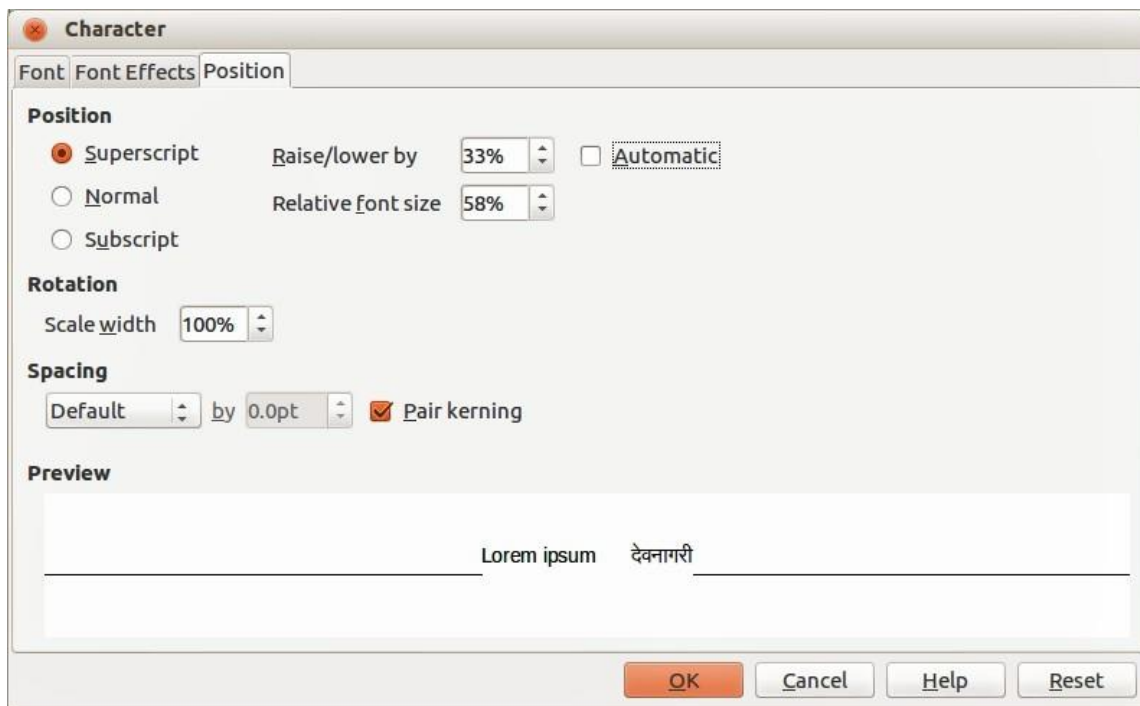 Character
Font Font Effects Position
Position
Superscript Raise/lower by 33% Automatic
Normal Relative font size 58%
Subscript
Rotation
Scale width 100%
Spacing
Default by 0.0pt Pair kerning
Preview
Lorem ipsum देवनागरी
OK Cancel Help Reset